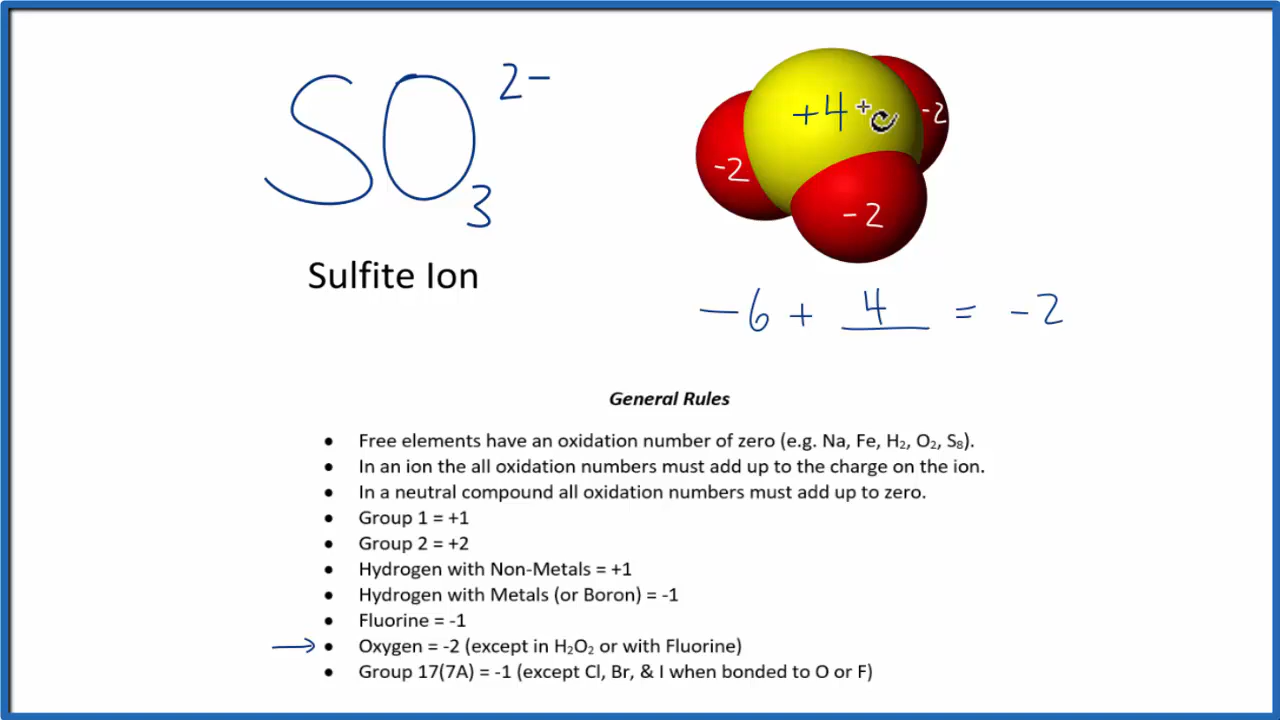 SO₃²⁻
Sulfite Ion
+4
-2
-2
-2
-6 + 4 = -2
General Rules
• Free elements have an oxidation number of zero (e.g. Na, Fe, H₂, O₂, S₈).
• In an ion the all oxidation numbers must add up to the charge on the ion.
• In a neutral compound all oxidation numbers must add up to zero.
• Group 1 = +1
• Group 2 = +2
• Hydrogen with Non-Metals = +1
• Hydrogen with Metals (or Boron) = -1
• Fluorine = -1
→ • Oxygen = -2 (except in H₂O₂ or with Fluorine)
• Group 17(7A) = -1 (except Cl, Br, & I when bonded to O or F)